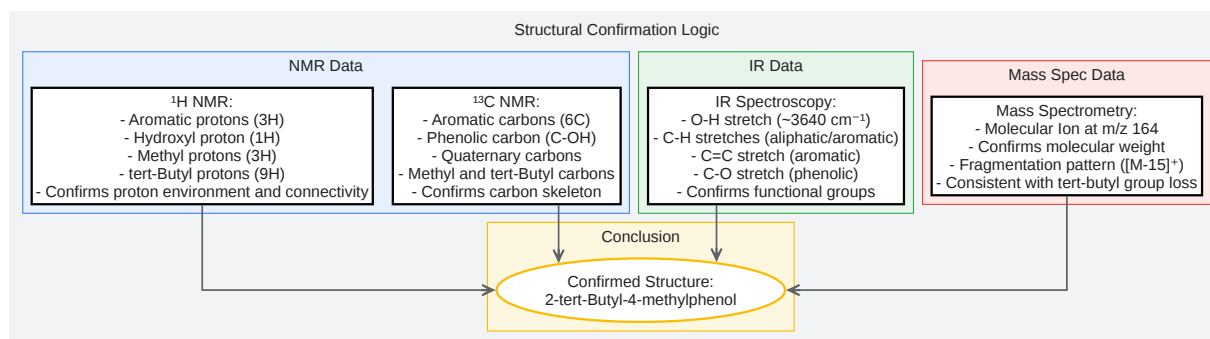 Structural Confirmation Logic
NMR Data
¹H NMR:
- Aromatic protons (3H)
- Hydroxyl proton (1H)
- Methyl protons (3H)
- tert-Butyl protons (9H)
- Confirms proton environment and connectivity
¹³C NMR:
- Aromatic carbons (6C)
- Phenolic carbon (C-OH)
- Quaternary carbons
- Methyl and tert-Butyl carbons
- Confirms carbon skeleton
IR Data
IR Spectroscopy:
- O-H stretch (~3640 cm⁻¹)
- C-H stretches (aliphatic/aromatic)
- C=C stretch (aromatic)
- C-O stretch (phenolic)
- Confirms functional groups
Mass Spec Data
Mass Spectrometry:
- Molecular Ion at m/z 164
- Confirms molecular weight
- Fragmentation pattern ([M-15]⁺)
- Consistent with tert-butyl group loss
Conclusion
Confirmed Structure:
2-tert-Butyl-4-methylphenol